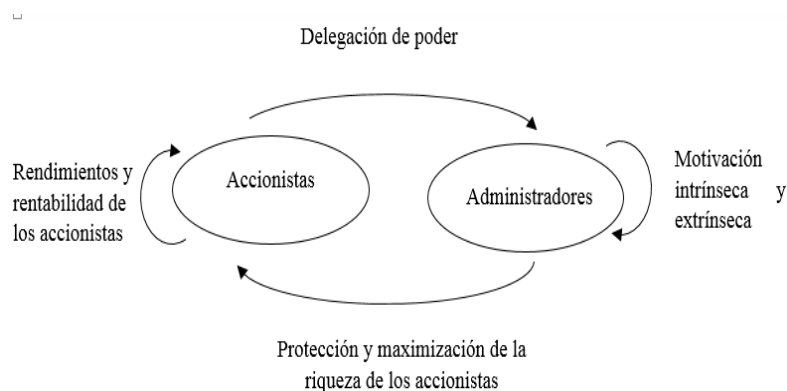 Delegación de poder
Rendimientos y
rentabilidad de
los accionistas
Accionistas
Administradores
Motivación
intrínseca y
extrínseca
Protección y maximización de la
riqueza de los accionistas